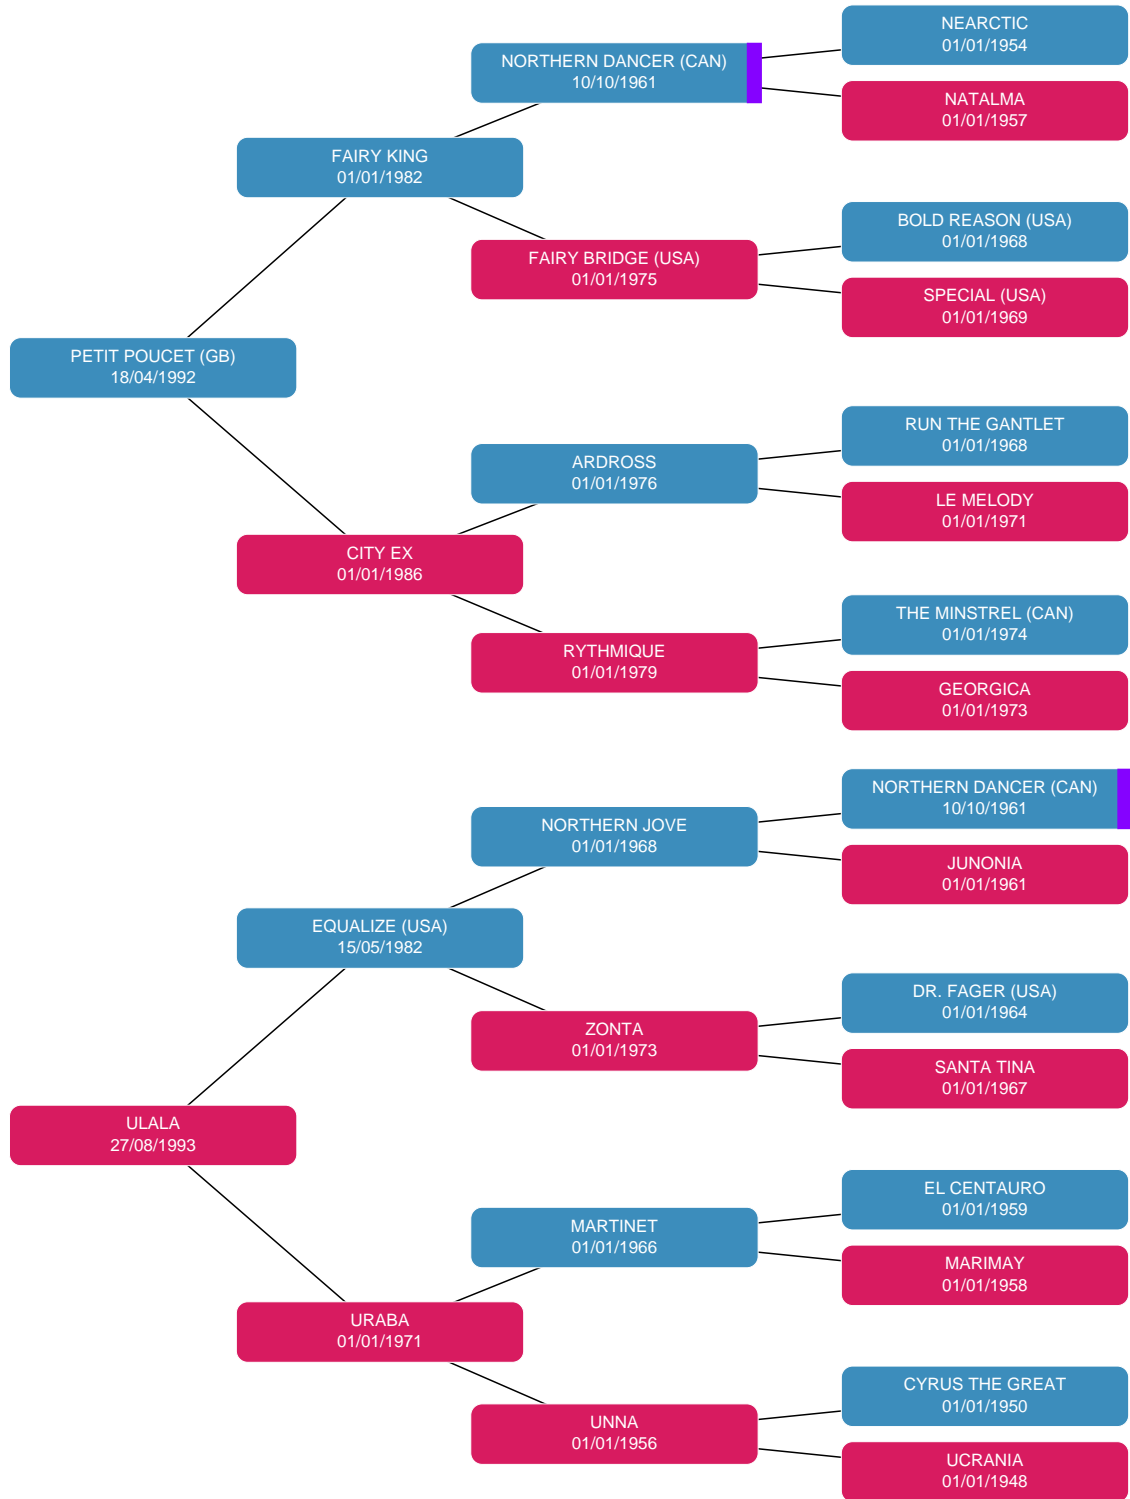 NEARCTIC
01/01/1954
NORTHERN DANCER (CAN)
10/10/1961
NATALMA
01/01/1957
FAIRY KING
01/01/1982
BOLD REASON (USA)
01/01/1968
FAIRY BRIDGE (USA)
01/01/1975
SPECIAL (USA)
01/01/1969
PETIT POUCET (GB)
18/04/1992
RUN THE GANTLET
01/01/1968
ARDROSS
01/01/1976
LE MELODY
01/01/1971
CITY EX
01/01/1986
THE MINSTREL (CAN)
01/01/1974
RYTHMIQUE
01/01/1979
GEORGICA
01/01/1973
NORTHERN DANCER (CAN)
10/10/1961
NORTHERN JOVE
01/01/1968
JUNONIA
01/01/1961
EQUALIZE (USA)
15/05/1982
DR. FAGER (USA)
01/01/1964
ZONTA
01/01/1973
SANTA TINA
01/01/1967
ULALA
27/08/1993
EL CENTAURO
01/01/1959
MARTINET
01/01/1966
MARIMAY
01/01/1958
URABA
01/01/1971
CYRUS THE GREAT
01/01/1950
UNNA
01/01/1956
UCRANIA
01/01/1948